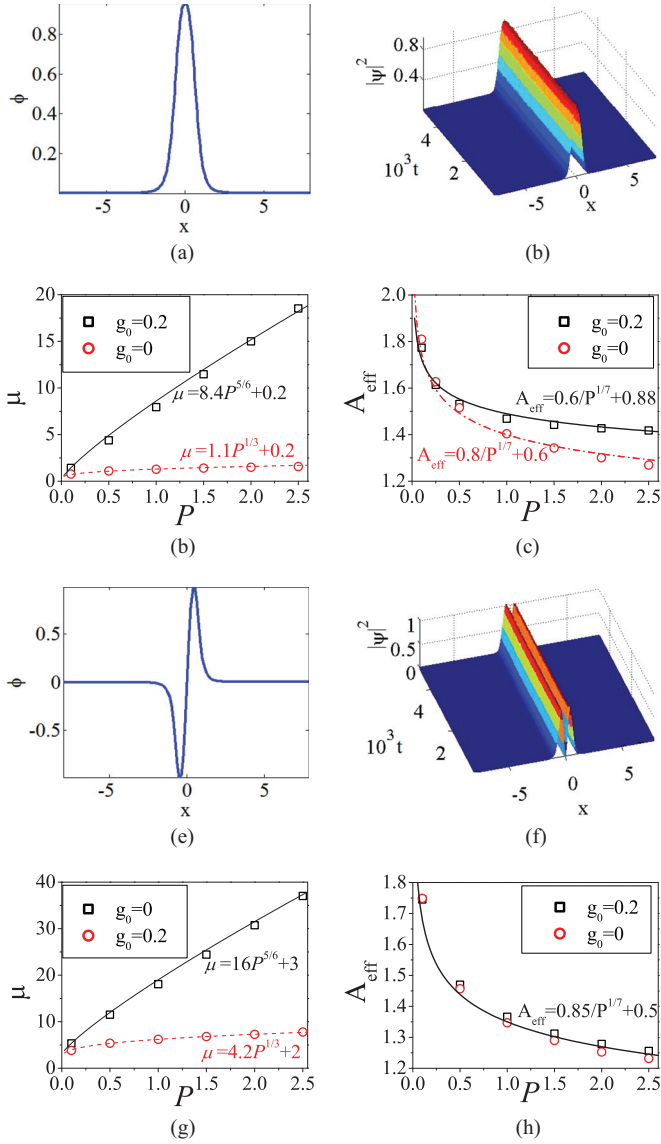 0.8
0.6
0.4
0.2
ϕ
-5 0 5
x
(a)
|ψ|²
0.8
0.4
4
2
10³ t
-5 0 5
x
(b)
20
15
10
5
0
μ
g₀=0.2
g₀=0
μ=8.4P^5/6+0.2
μ=1.1P^1/3+0.2
0.0 0.5 1.0 1.5 2.0 2.5
P
(b)
2.0
1.8
1.6
1.4
1.2
A_eff
g₀=0.2
g₀=0
A_eff=0.6/P^1/7+0.88
A_eff=0.8/P^1/7+0.6
0.0 0.5 1.0 1.5 2.0 2.5
P
(c)
0.5
0
-0.5
ϕ
-5 0 5
x
(e)
|ψ|²
1
0.5
0
4
2
10³ t
-5 0 5
x
(f)
40
30
20
10
0
μ
g₀=0
g₀=0.2
μ=16P^5/6+3
μ=4.2P^1/3+2
0.0 0.5 1.0 1.5 2.0 2.5
P
(g)
1.8
1.7
1.6
1.5
1.4
1.3
1.2
A_eff
g₀=0.2
g₀=0
A_eff=0.85/P^1/7+0.5
0.0 0.5 1.0 1.5 2.0 2.5
P
(h)